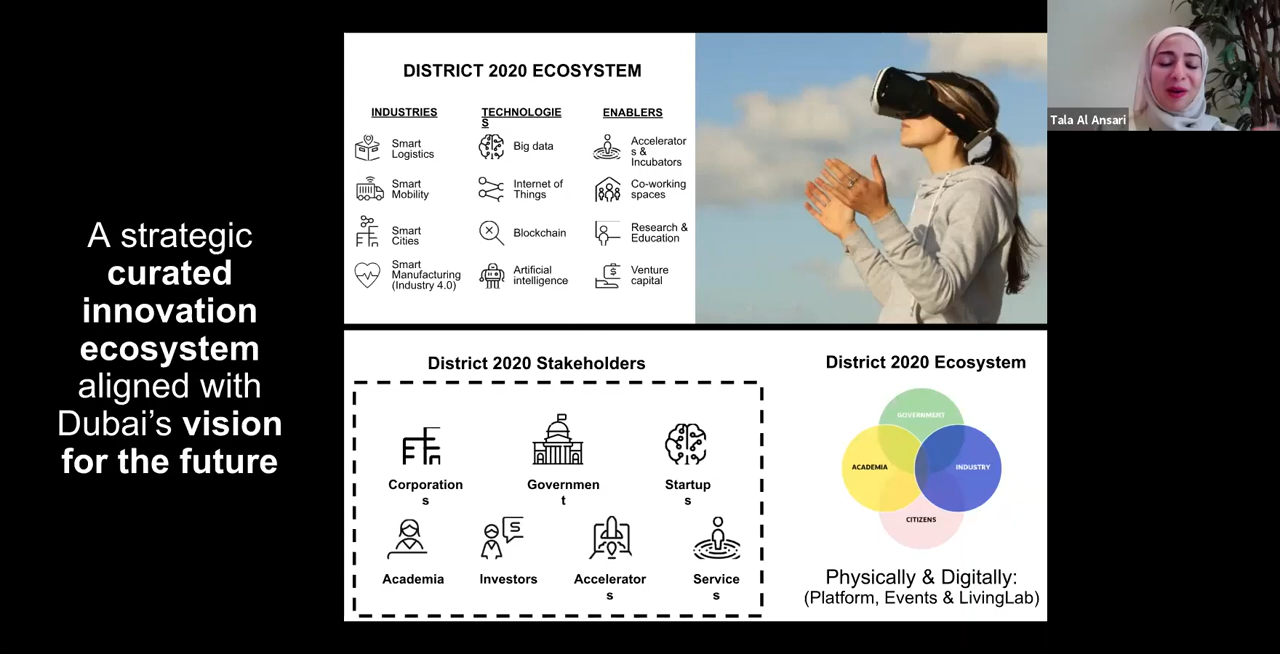 A strategic
curated
innovation
ecosystem
aligned with
Dubai’s vision
for the future
DISTRICT 2020 ECOSYSTEM
INDUSTRIES
Smart
Logistics
Smart
Mobility
Smart
Cities
Smart
Manufacturing
(Industry 4.0)
TECHNOLOGIE
S
Big data
Internet of
Things
Blockchain
Artificial
intelligence
ENABLERS
Accelerator
s &
Incubators
Co-working
spaces
Research &
Education
Venture
capital
Tala Al Ansari
District 2020 Stakeholders
Corporation
s
Governmen
t
Startup
s
Academia
Investors
Accelerator
s
Service
s
District 2020 Ecosystem
GOVERNMENT
ACADEMIA
INDUSTRY
CITIZENS
Physically & Digitally:
(Platform, Events & LivingLab)